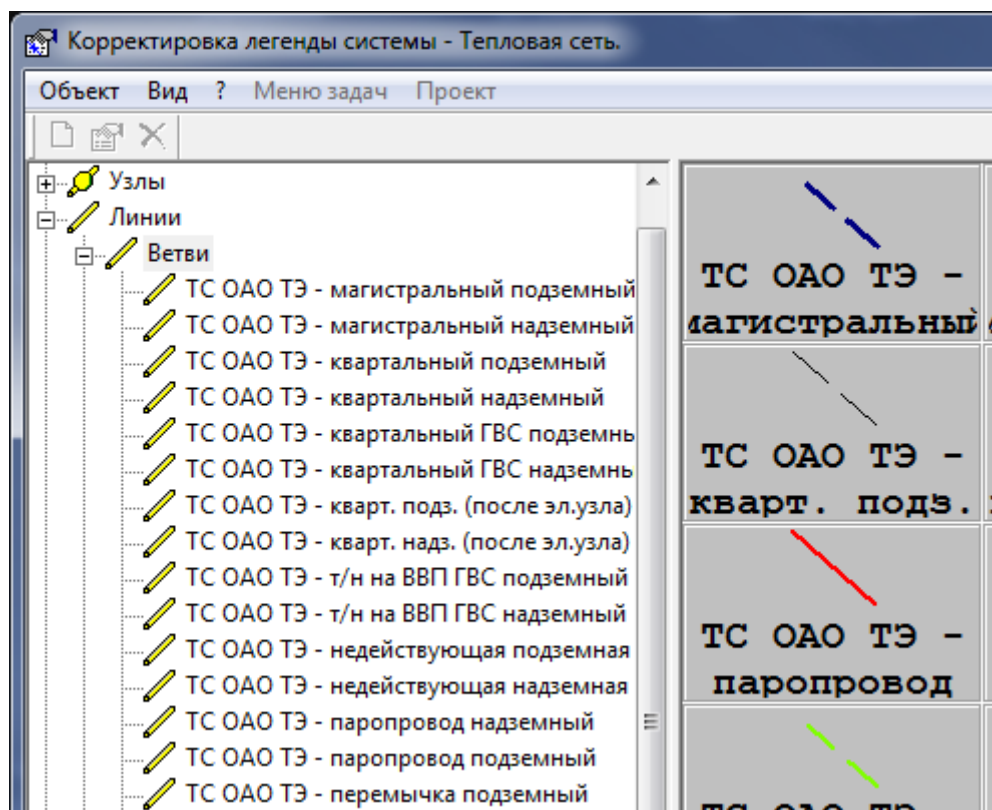 Корректировка легенды системы - Тепловая сеть.
Объект Вид ? Меню задач Проект
Узлы
Линии
Ветви
ТС ОАО ТЭ - магистральный подземный
ТС ОАО ТЭ - магистральный надземный
ТС ОАО ТЭ - квартальный подземный
ТС ОАО ТЭ - квартальный надземный
ТС ОАО ТЭ - квартальный ГВС подземнь
ТС ОАО ТЭ - квартальный ГВС надземнь
ТС ОАО ТЭ - кварт. подз. (после эл.узла)
ТС ОАО ТЭ - кварт. надз. (после эл.узла)
ТС ОАО ТЭ - т/н на ВВП ГВС подземный
ТС ОАО ТЭ - т/н на ВВП ГВС надземный
ТС ОАО ТЭ - недействующая подземная
ТС ОАО ТЭ - недействующая надземная
ТС ОАО ТЭ - паропровод надземный
ТС ОАО ТЭ - паропровод подземный
ТС ОАО ТЭ - перемычка подземный
ТС ОАО ТЭ -
магистральный
ТС ОАО ТЭ -
кварт. подз.
ТС ОАО ТЭ -
паропровод
ТС ОАО ТЭ -